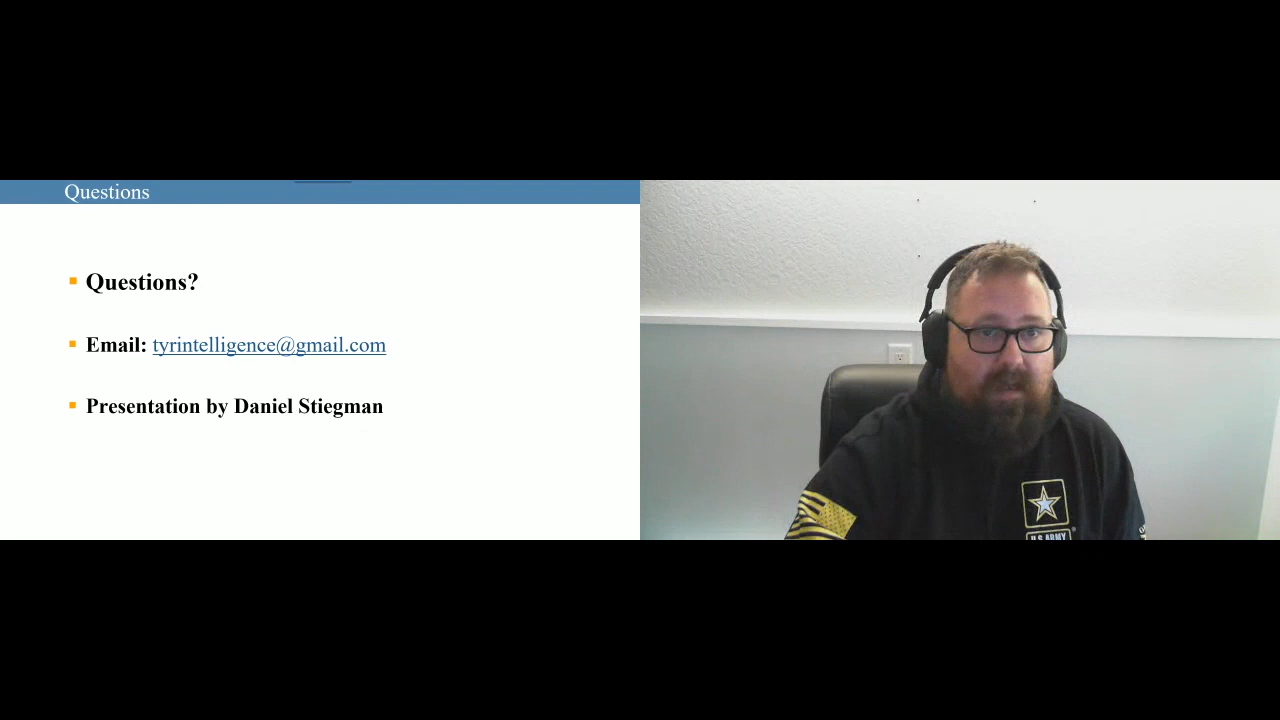 Questions
Questions?
Email: tyrintelligence@gmail.com
Presentation by Daniel Stiegman
U.S. ARMY